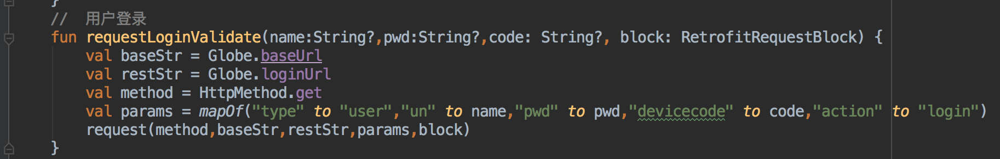 }
// 用户登录
fun requestLoginValidate(name:String?,pwd:String?,code: String?, block: RetrofitRequestBlock) {
val baseStr = Globe.baseUrl
val restStr = Globe.loginUrl
val method = HttpMethod.get
val params = mapOf("type" to "user","un" to name,"pwd" to pwd,"devicecode" to code,"action" to "login")
request(method,baseStr,restStr,params,block)
}